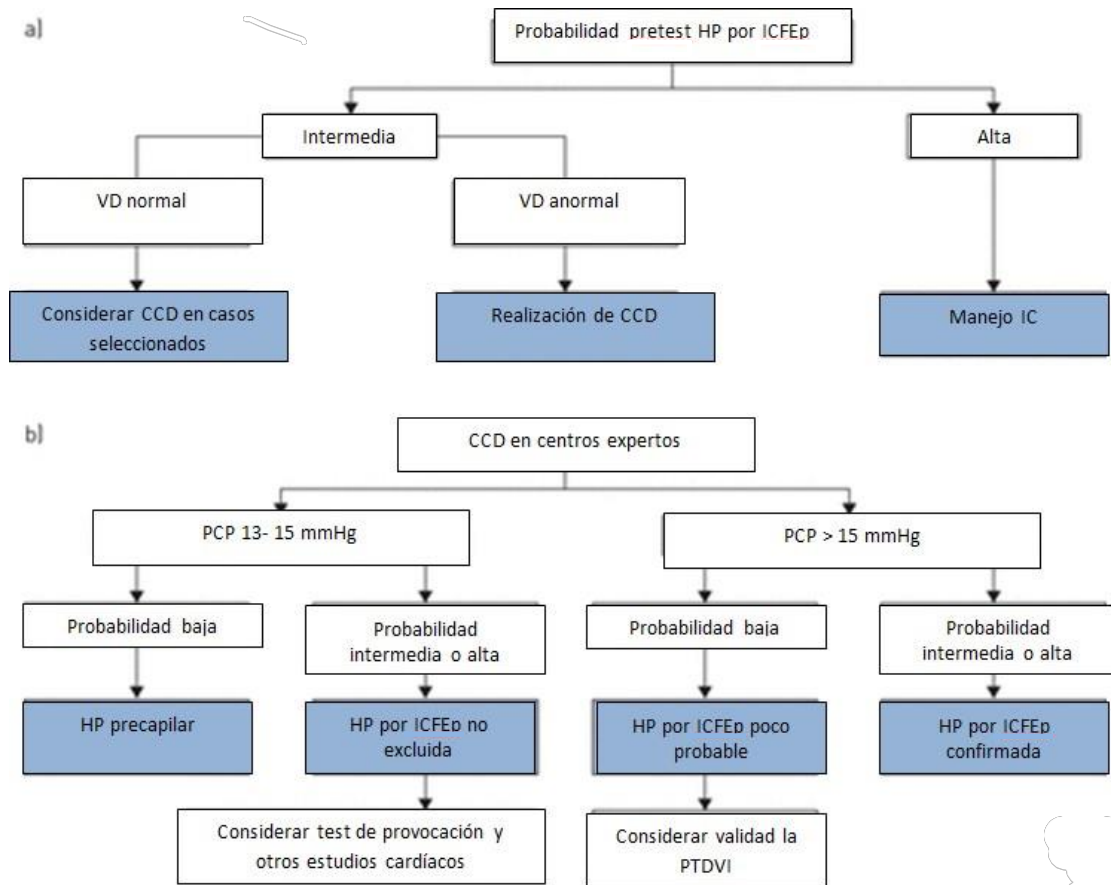 a)
Probabilidad pretest HP por ICFEp
Intermedia
Alta
VD normal
VD anormal
Considerar CCD en casos
seleccionados
Realización de CCD
Manejo IC
b)
CCD en centros expertos
PCP 13- 15 mmHg
PCP > 15 mmHg
Probabilidad baja
Probabilidad
intermedia o alta
Probabilidad baja
Probabilidad
intermedia o alta
HP precapilar
HP por ICFEp no
excluida
HP por ICFEp poco
probable
HP por ICFEp
confirmada
Considerar test de provocación y
otros estudios cardíacos
Considerar validad la
PTDVI